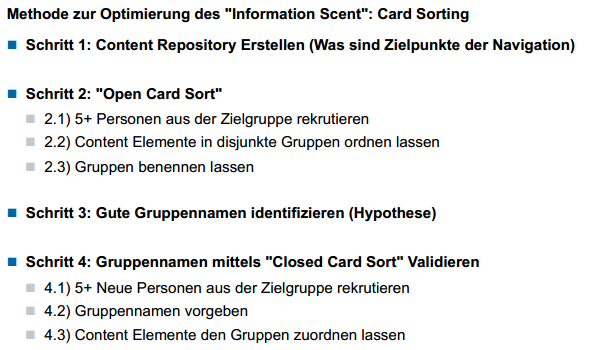 Methode zur Optimierung des "Information Scent": Card Sorting
Schritt 1: Content Repository Erstellen (Was sind Zielpunkte der Navigation)
Schritt 2: "Open Card Sort"
2.1) 5+ Personen aus der Zielgruppe rekrutieren
2.2) Content Elemente in disjunkte Gruppen ordnen lassen
2.3) Gruppen benennen lassen
Schritt 3: Gute Gruppennamen identifizieren (Hypothese)
Schritt 4: Gruppennamen mittels "Closed Card Sort" Validieren
4.1) 5+ Neue Personen aus der Zielgruppe rekrutieren
4.2) Gruppennamen vorgeben
4.3) Content Elemente den Gruppen zuordnen lassen